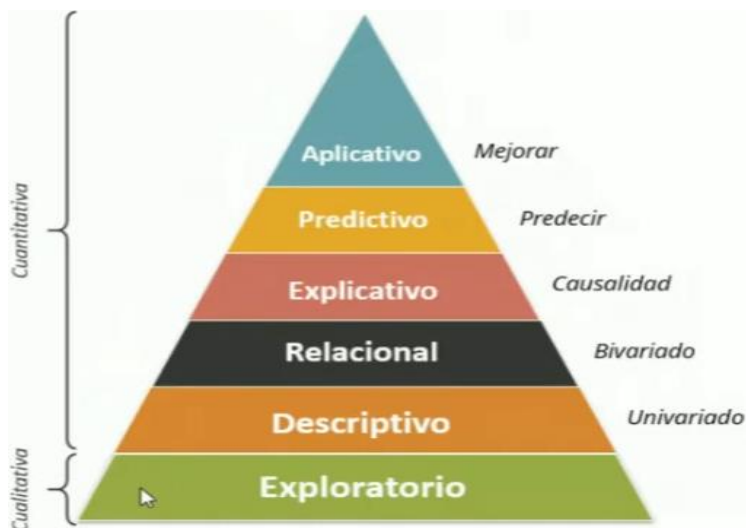 Aplicativo Mejorar
Predictivo Predecir
Explicativo Causalidad
Relacional Bivariado
Descriptivo Univariado
Exploratorio
Cuantitativa
Cualitativa